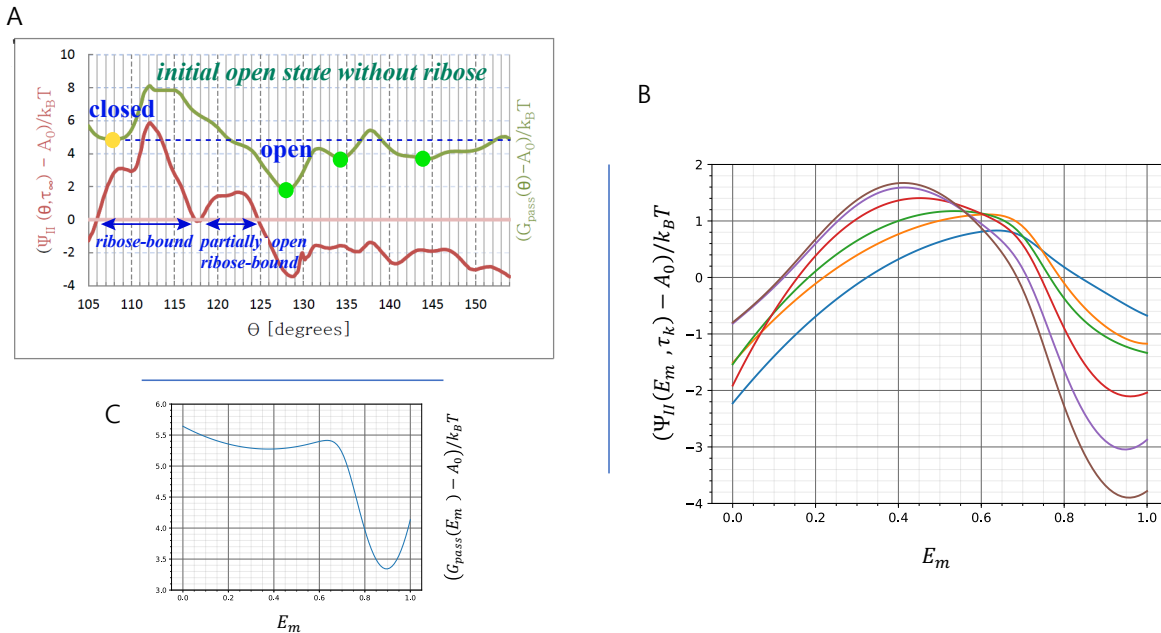 A
initial open state without ribose
closed
open
ribose-bound
partially open
ribose-bound
10
8
6
4
2
0
-2
-4
105 110 115 120 125 130 135 140 145 150
Θ [degrees]
(Ψ_II (θ,τ_∞) − A_0)/k_BT
(G_pass(θ)−A_0)/k_BT
B
2
1
0
−1
−2
−3
−4
0.0 0.2 0.4 0.6 0.8 1.0
E_m
(Ψ_II(E_m , τ_k) − A_0)/k_BT
C
6.0
5.5
5.0
4.5
4.0
3.5
3.0
0.0 0.2 0.4 0.6 0.8 1.0
E_m
(G_pass(E_m ) − A_0)/k_BT